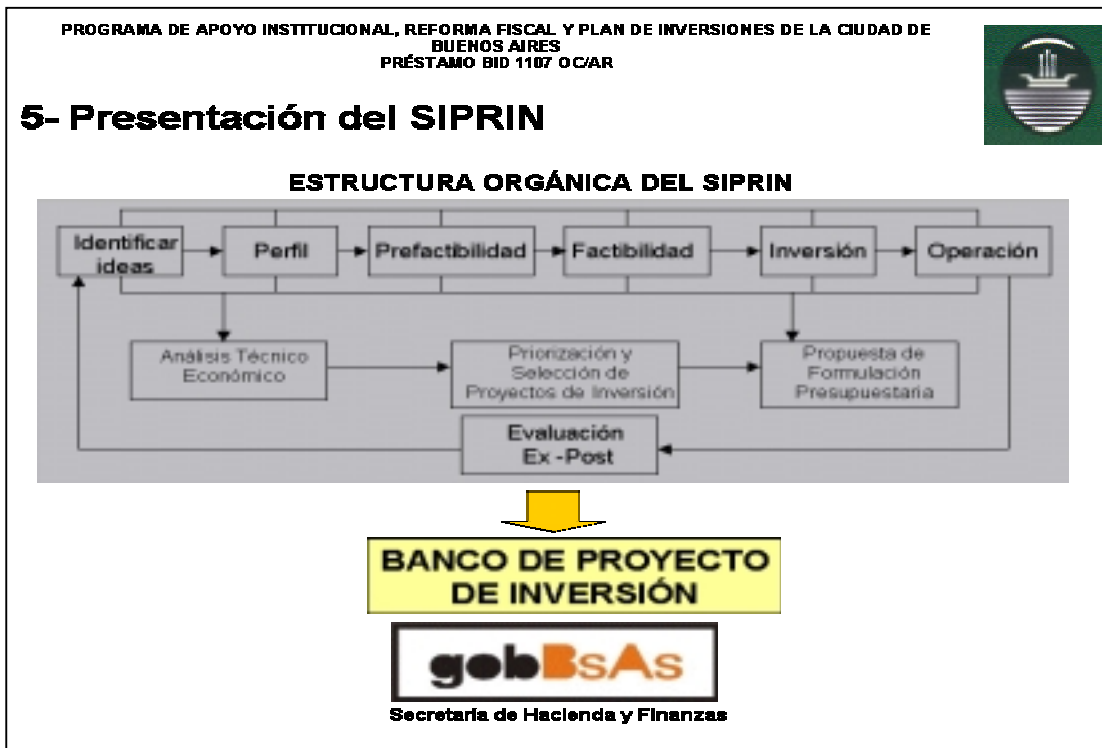 PROGRAMA DE APOYO INSTITUCIONAL, REFORMA FISCAL Y PLAN DE INVERSIONES DE LA CIUDAD DE
BUENOS AIRES
PRÉSTAMO BID 1107 OC/AR
5- Presentación del SIPRIN
ESTRUCTURA ORGÁNICA DEL SIPRIN
Identificar
ideas
Perfil
Prefactibilidad
Factibilidad
Inversión
Operación
Análisis Técnico
Económico
Priorización y
Selección de
Proyectos de Inversión
Propuesta de
Formulación
Presupuestaria
Evaluación
Ex -Post
BANCO DE PROYECTO
DE INVERSIÓN
gobBsAs
Secretaría de Hacienda y Finanzas